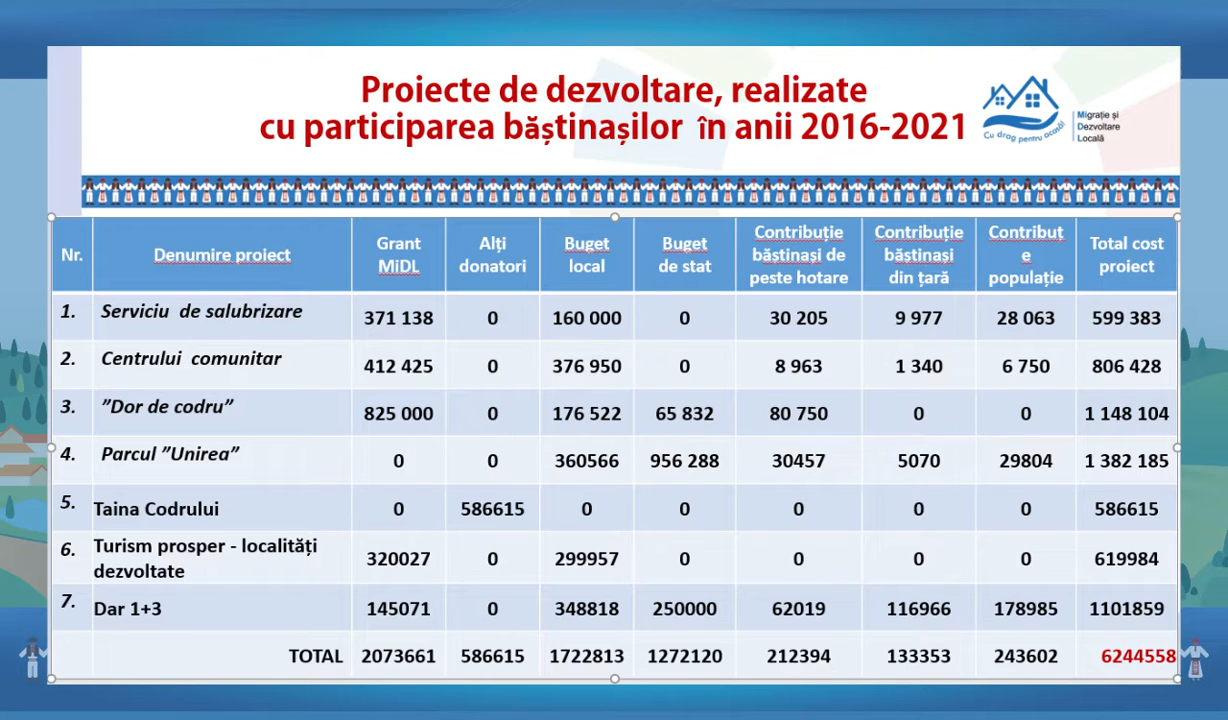 Proiecte de dezvoltare, realizate
cu participarea băștinașilor în anii 2016-2021
Cu drag pentru acasă!
Migrație și
Dezvoltare
Locală
Nr. Denumire proiect Grant MiDL Alți donatori Buget local Buget de stat Contribuție băștinași de peste hotare Contribuție băștinași din țară Contribuț e populație Total cost proiect
1. Serviciu de salubrizare 371 138 0 160 000 0 30 205 9 977 28 063 599 383
2. Centrului comunitar 412 425 0 376 950 0 8 963 1 340 6 750 806 428
3. ”Dor de codru” 825 000 0 176 522 65 832 80 750 0 0 1 148 104
4. Parcul ”Unirea” 0 0 360566 956 288 30457 5070 29804 1 382 185
5. Taina Codrului 0 586615 0 0 0 0 0 586615
6. Turism prosper - localități dezvoltate 320027 0 299957 0 0 0 0 619984
7. Dar 1+3 145071 0 348818 250000 62019 116966 178985 1101859
TOTAL 2073661 586615 1722813 1272120 212394 133353 243602 6244558